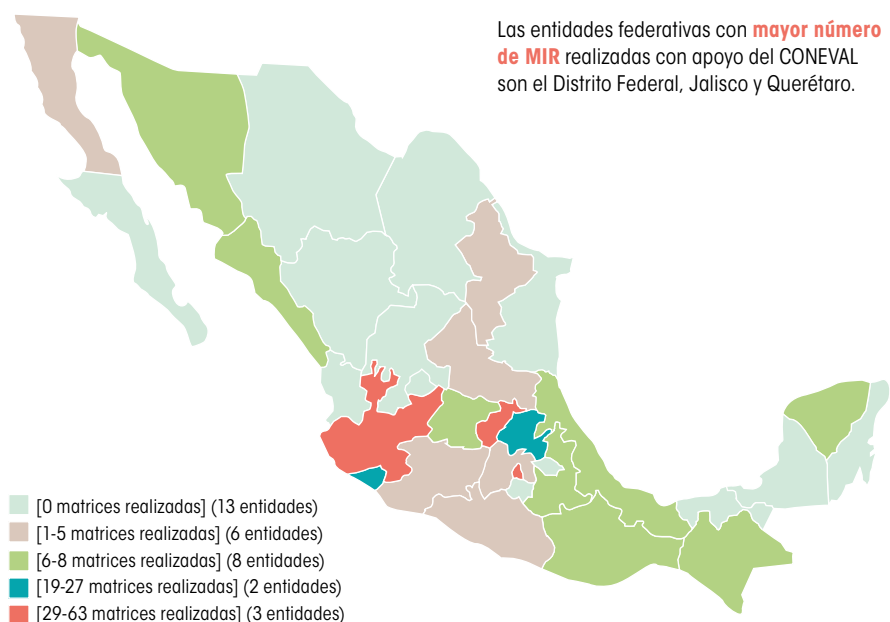 Las entidades federativas con mayor número
de MIR realizadas con apoyo del CONEVAL
son el Distrito Federal, Jalisco y Querétaro.
[0 matrices realizadas] (13 entidades)
[1-5 matrices realizadas] (6 entidades)
[6-8 matrices realizadas] (8 entidades)
[19-27 matrices realizadas] (2 entidades)
[29-63 matrices realizadas] (3 entidades)